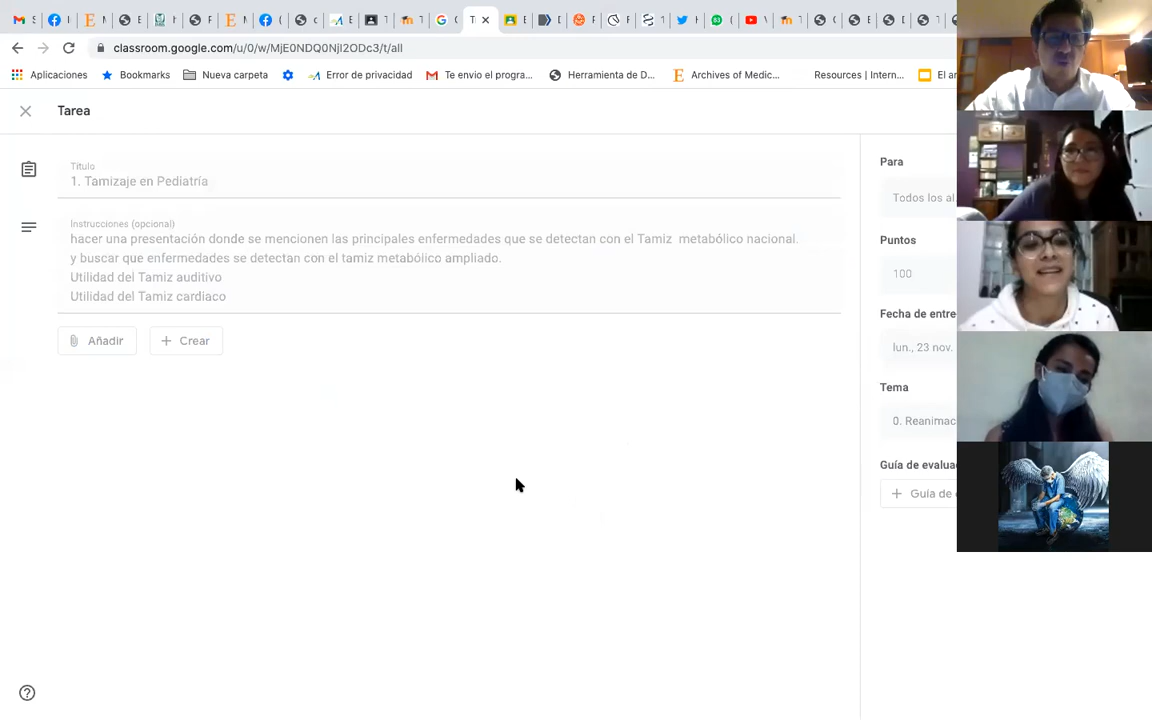 classroom.google.com/u/0/w/MjE0NDQ0NjI2ODc3/t/all
Aplicaciones
Bookmarks
Nueva carpeta
Error de privacidad
Te envio el progra...
Herramienta de D...
Archives of Medic...
Resources | Intern...
El ar
Tarea
Título
1. Tamizaje en Pediatría
Instrucciones (opcional)
hacer una presentación donde se mencionen las principales enfermedades que se detectan con el Tamiz metabólico nacional.
y buscar que enfermedades se detectan con el tamiz metabólico ampliado.
Utilidad del Tamiz auditivo
Utilidad del Tamiz cardiaco
Añadir
Crear
Para
Todos los al
Puntos
100
Fecha de entre
lun., 23 nov.
Tema
0. Reanimac
Guía de evalua
+ Guía de